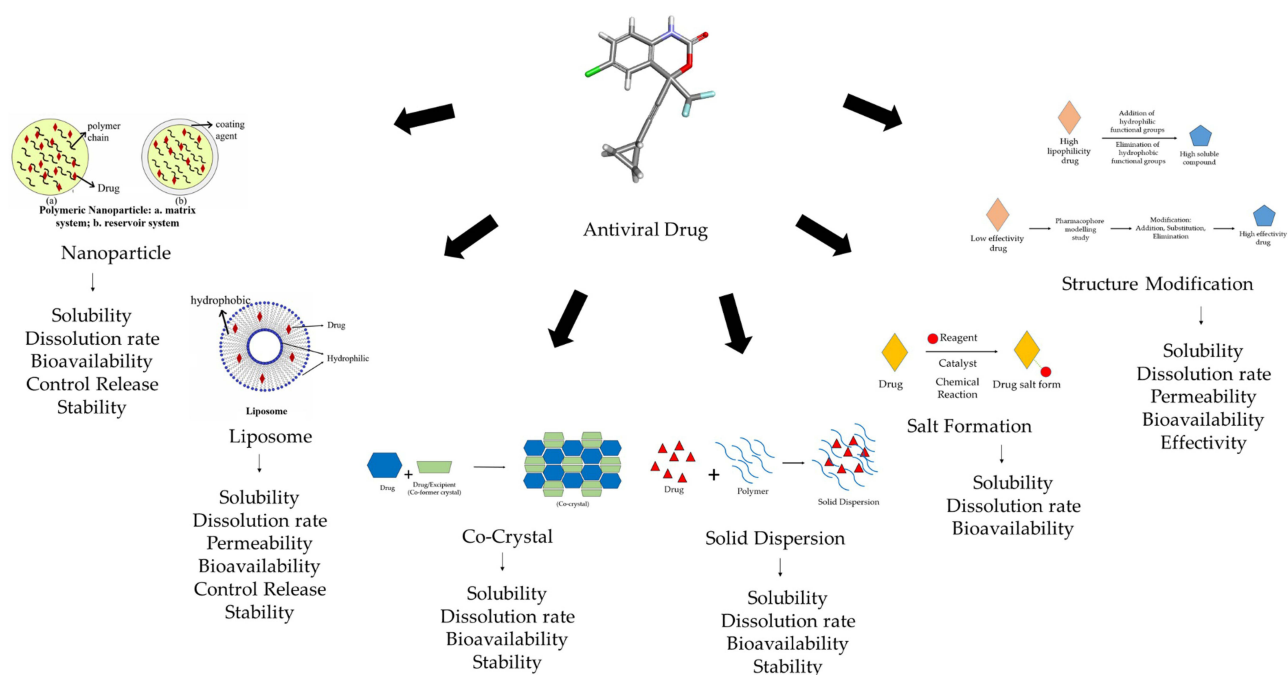 H
N
O
O
Antiviral Drug
polymer
chain
coating
agent
Drug
(a)
(b)
Polymeric Nanoparticle: a. matrix
system; b. reservoir system
Nanoparticle
Solubility
Dissolution rate
Bioavailability
Control Release
Stability
hydrophobic
Drug
Hydrophilic
Liposome
Liposome
Solubility
Dissolution rate
Permeability
Bioavailability
Control Release
Stability
Drug
+
Drug/Excipient
(Co-former crystal)
(Co-crystal)
Co-Crystal
Solubility
Dissolution rate
Bioavailability
Stability
Drug
+
Polymer
Solid Dispersion
Solid Dispersion
Solubility
Dissolution rate
Bioavailability
Stability
Drug
Reagent
Catalyst
Chemical
Reaction
Drug salt form
Salt Formation
Solubility
Dissolution rate
Bioavailability
High
lipophilicity
drug
Addition of
hydrophilic
functional groups
Elimination of
hydrophobic
functional groups
High soluble
compound
Low effectivity
drug
Pharmacophore
modelling
study
Modification:
Addition, Substitution,
Elimination
High effectivity
drug
Structure Modification
Solubility
Dissolution rate
Permeability
Bioavailability
Effectivity